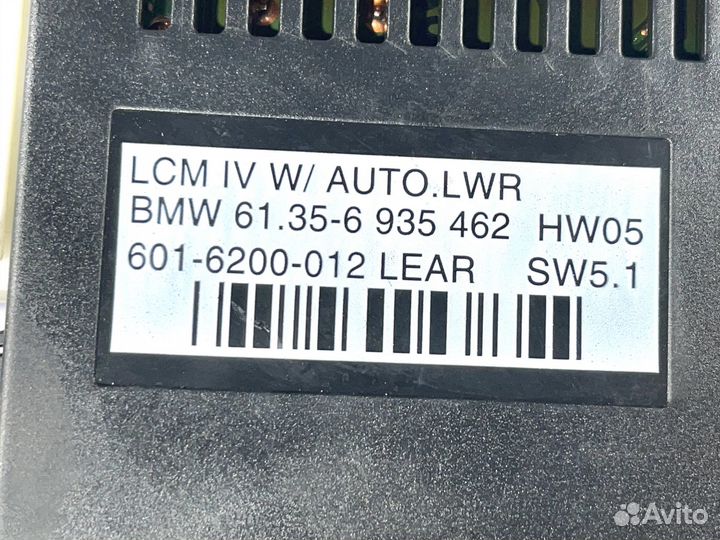 LCM IV W/ AUTO.LWR
BMW 61.35-6 935 462 HW05
601-6200-012 LEAR SW5.1
Avito